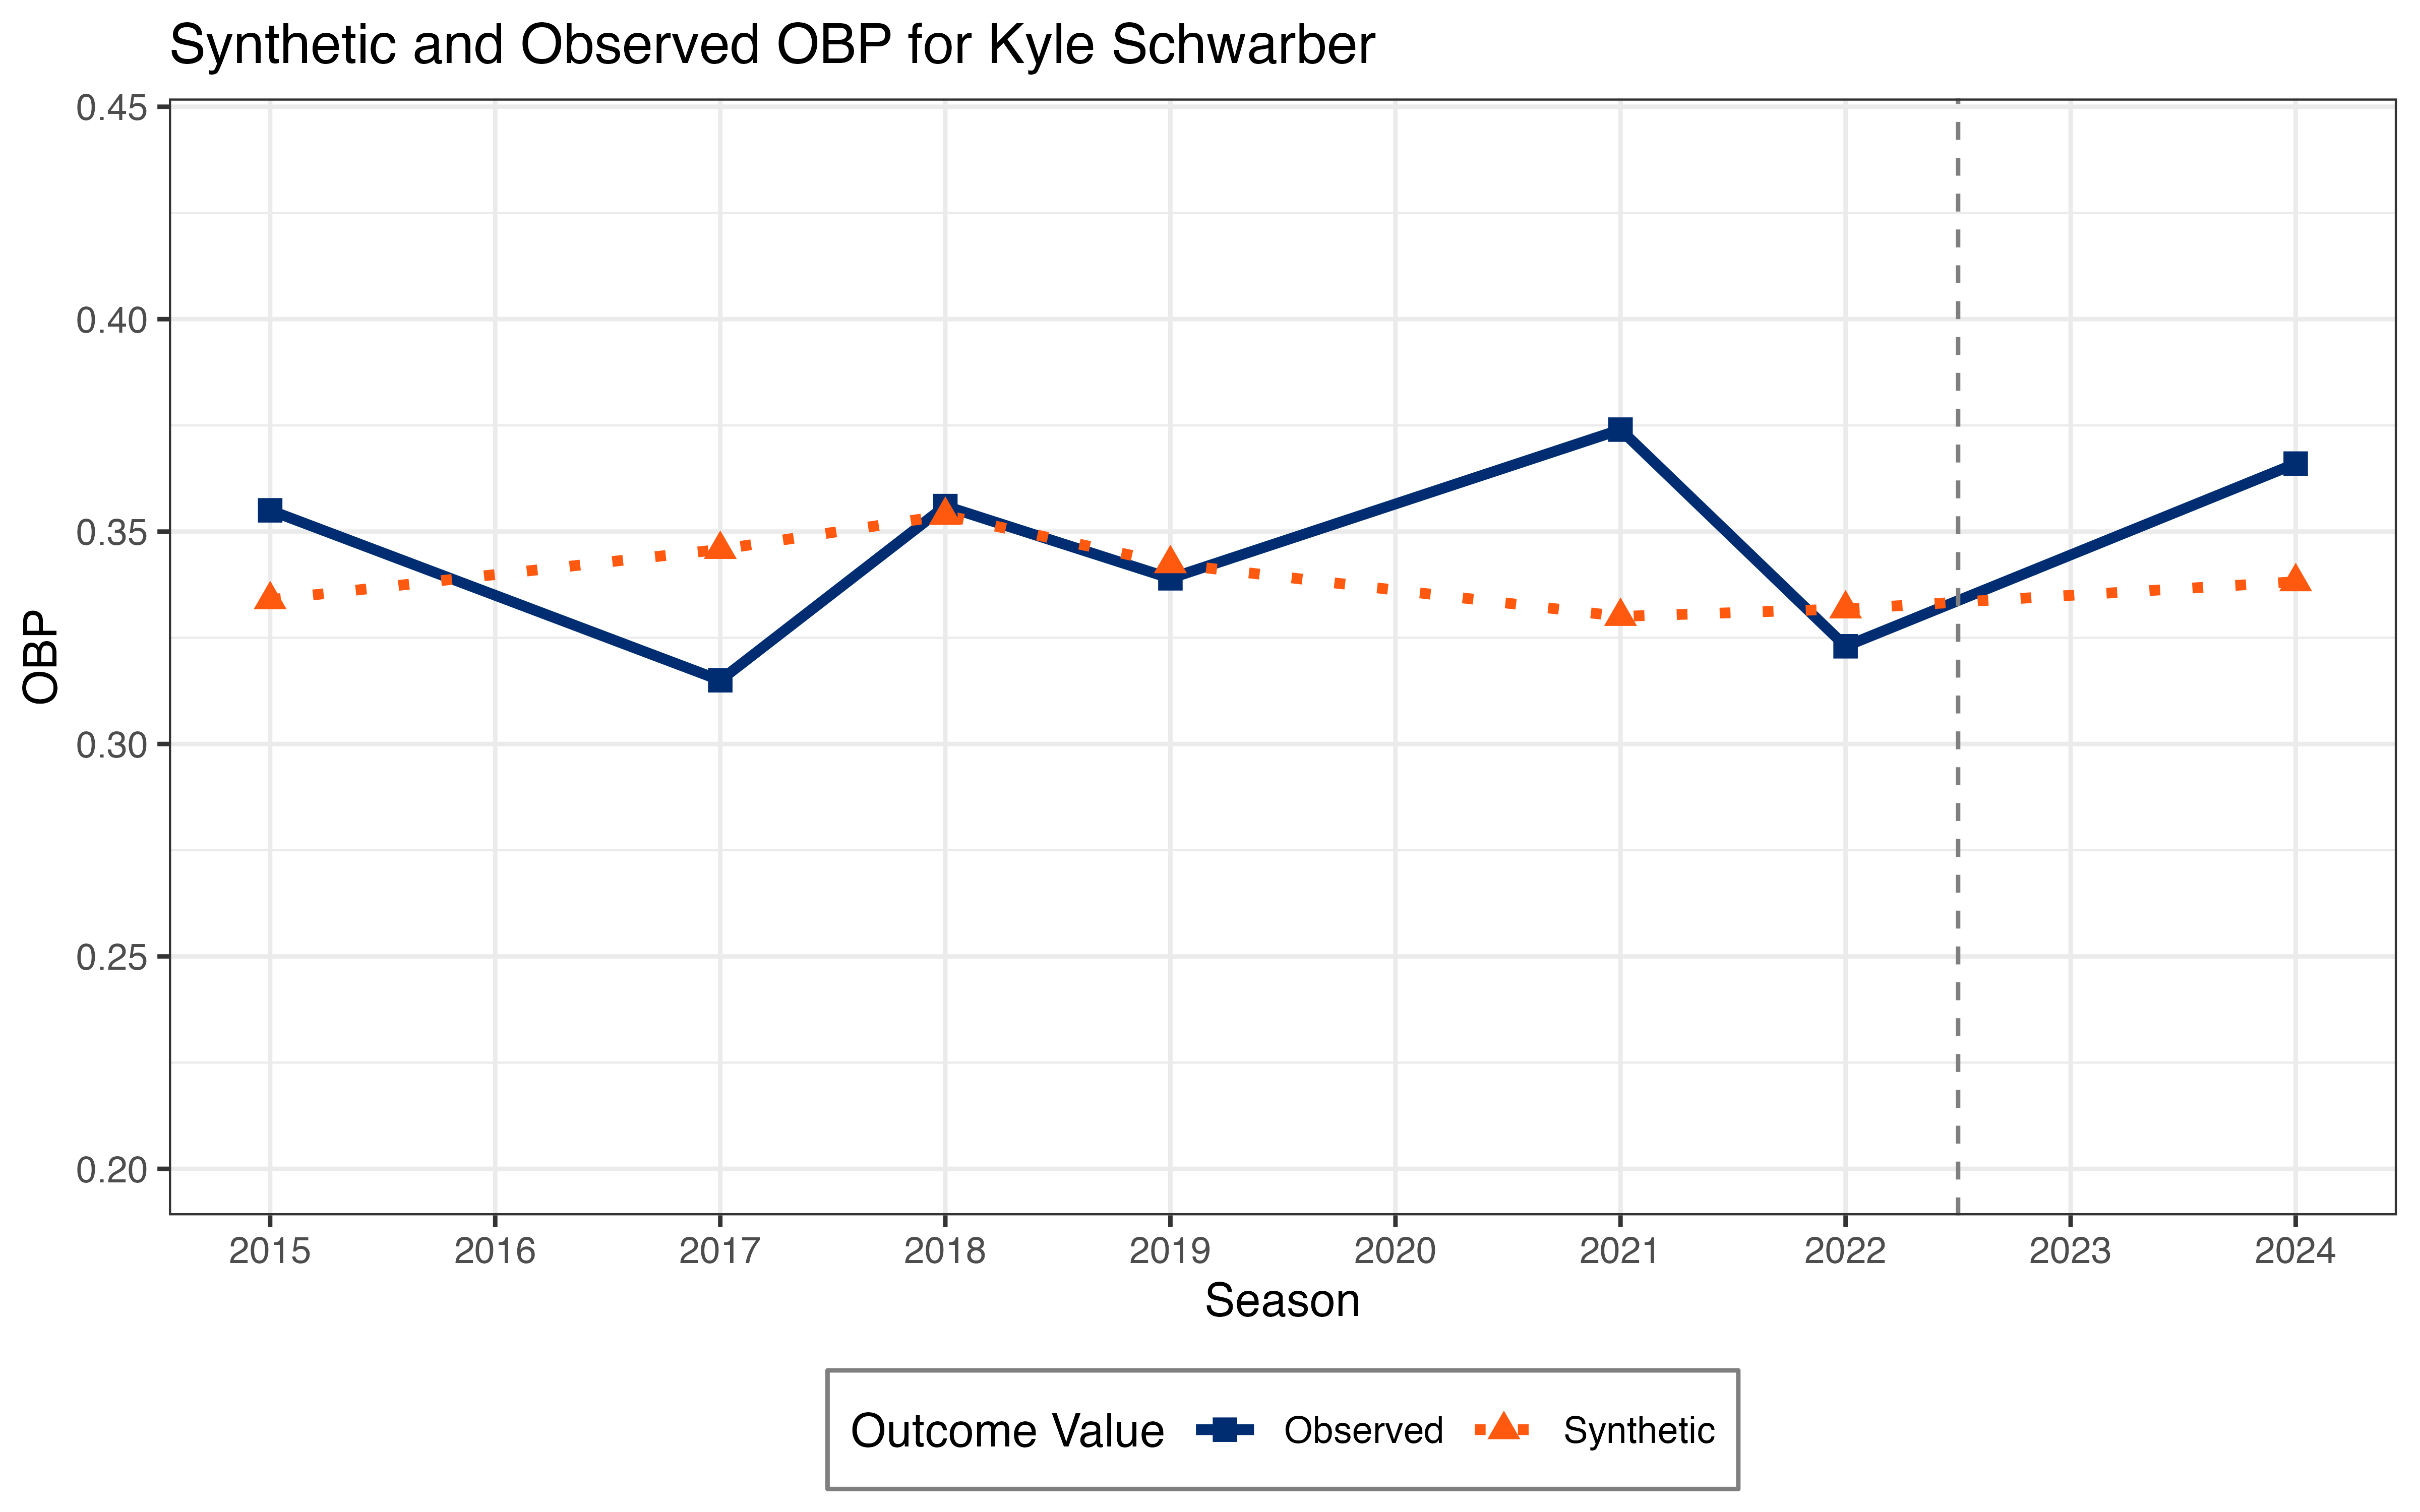 Synthetic and Observed OBP for Kyle Schwarber
0.45
0.40
0.35
0.30
0.25
0.20
OBP
2015 2016 2017 2018 2019 2020 2021 2022 2023 2024
Season
Outcome Value Observed Synthetic